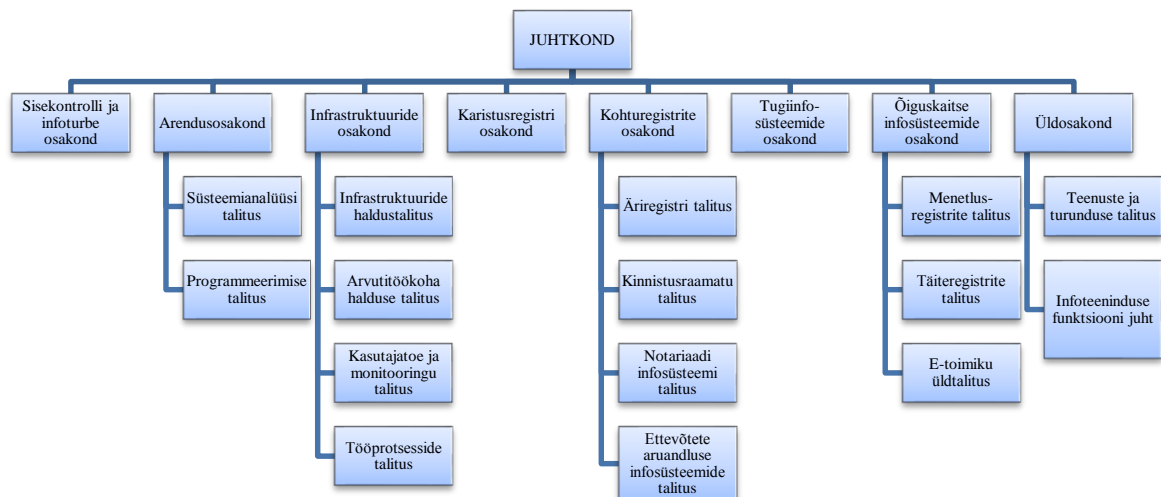 JUHTKOND
Sisekontrolli ja
infoturbe
osakond
Arendusosakond
Süsteemianalüüsi
talitus
Programmeerimise
talitus
Infrastruktuuride
osakond
Infrastruktuuride
haldustalitus
Arvutitöökoha
halduse talitus
Kasutajatoe ja
monitooringu
talitus
Tööprotsesside
talitus
Karistusregistri
osakond
Kohturegistrite
osakond
Äriregistri talitus
Kinnistusraamatu
talitus
Notariaadi
infosüsteemi
talitus
Ettevõtete
aruandluse
infosüsteemide
talitus
Tugiinfo-
süsteemide
osakond
Õiguskaitse
infosüsteemide
osakond
Menetlus-
registrite talitus
Täiteregistrite
talitus
E-toimiku
üldtalitus
Üldosakond
Teenuste ja
turunduse talitus
Infoteeninduse
funktsiooni juht